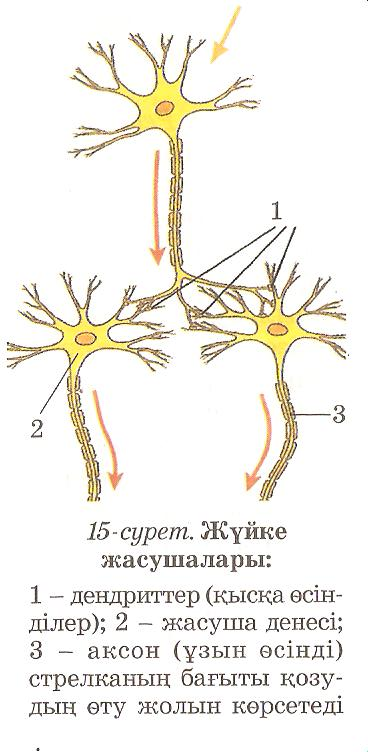 1
2
3
15-сурет. Жүйке
жасушалары:
1 – дендриттер (қысқа өсін-
ділер); 2 – жасуша денесі;
3 – аксон (ұзын өсінді)
стрелканың бағыты қозу-
дың өту жолын көрсетеді